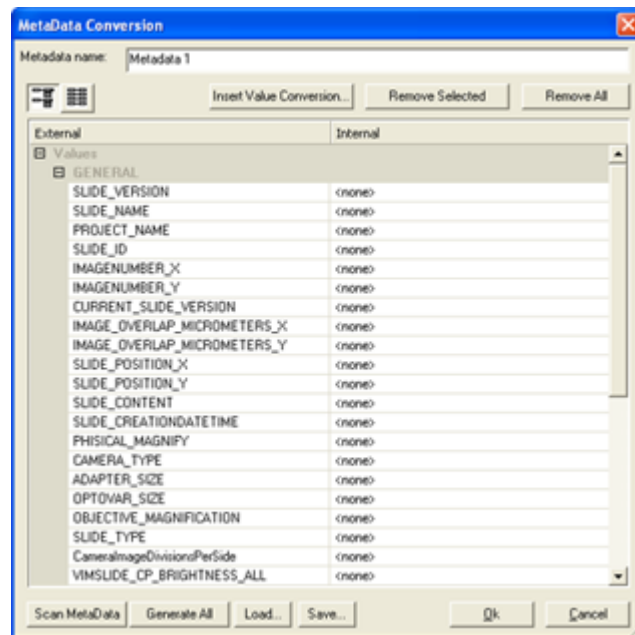 MetaData Conversion
Metadata name: Metadata 1
Insert Value Conversion... Remove Selected Remove All
External Internal
Values
GENERAL
SLIDE_VERSION <none>
SLIDE_NAME <none>
PROJECT_NAME <none>
SLIDE_ID <none>
IMAGENUMBER_X <none>
IMAGENUMBER_Y <none>
CURRENT_SLIDE_VERSION <none>
IMAGE_OVERLAP_MICROMETERS_X <none>
IMAGE_OVERLAP_MICROMETERS_Y <none>
SLIDE_POSITION_X <none>
SLIDE_POSITION_Y <none>
SLIDE_CONTENT <none>
SLIDE_CREATIONDATETIME <none>
PHISICAL_MAGNIFY <none>
CAMERA_TYPE <none>
ADAPTER_SIZE <none>
OPTOVAR_SIZE <none>
OBJECTIVE_MAGNIFICATION <none>
SLIDE_TYPE <none>
CameraImageDivisionsPerSide <none>
VIMSLIDE_CP_BRIGHTNESS_ALL <none>
Scan MetaData Generate All Load... Save... Ok Cancel